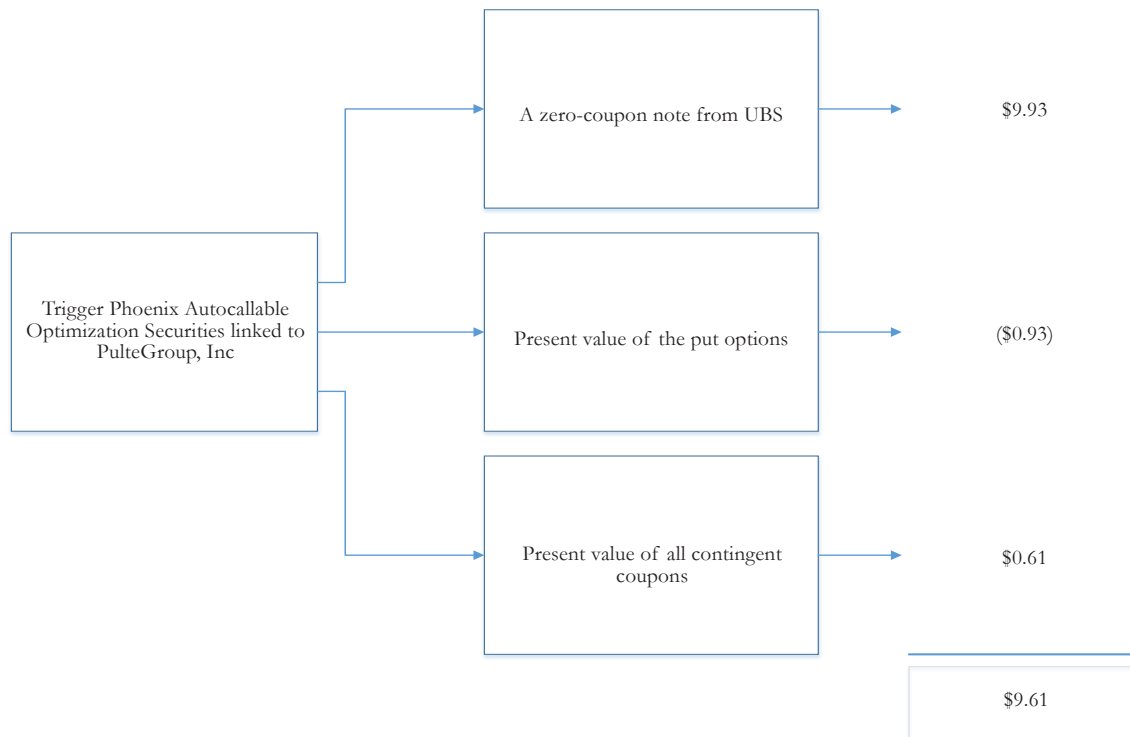 A zero-coupon note from UBS
$9.93
Trigger Phoenix Autocallable
Optimization Securities linked to
PulteGroup, Inc
Present value of the put options
($0.93)
Present value of all contingent
coupons
$0.61
$9.61